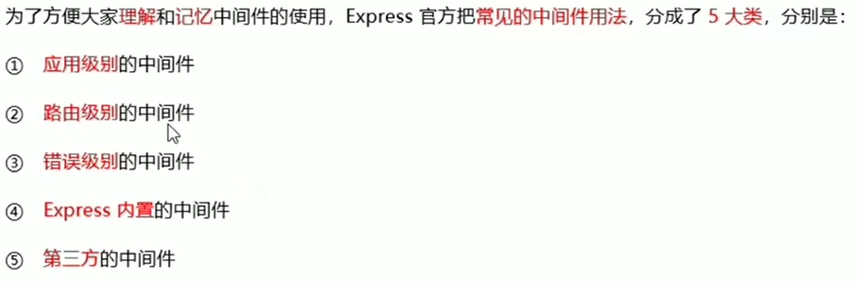 为了方便大家理解和记忆中间件的使用，Express 官方把常见的中间件用法，分成了 5 大类，分别是：
① 应用级别的中间件
② 路由级别的中间件
③ 错误级别的中间件
④ Express 内置的中间件
⑤ 第三方的中间件